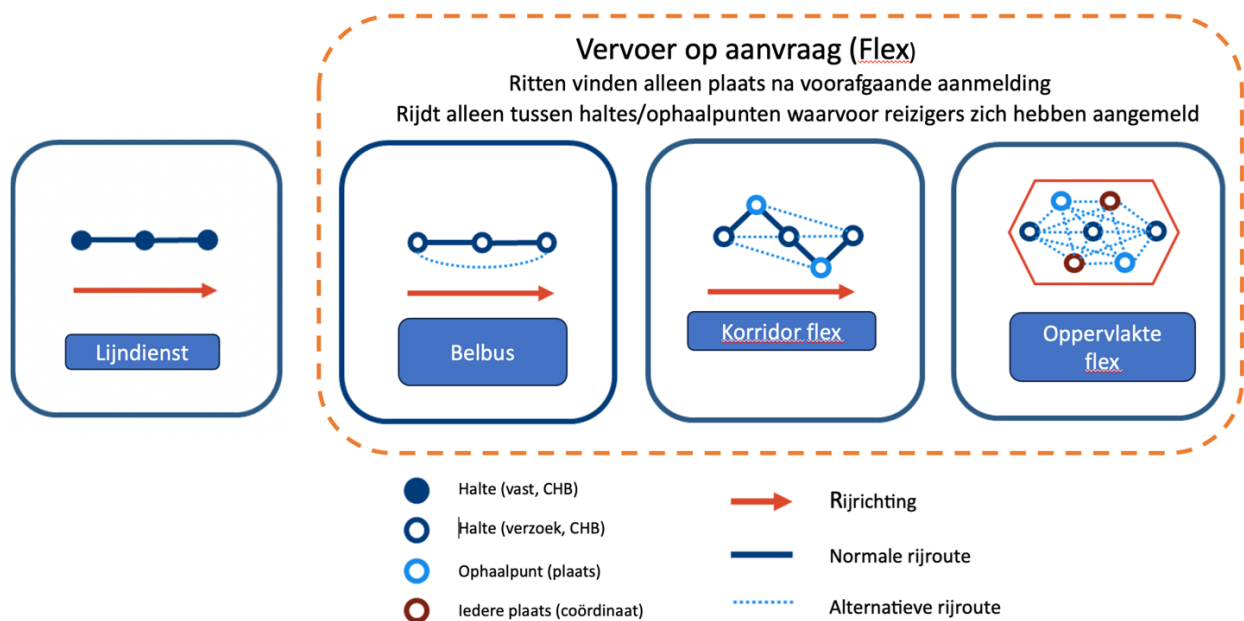 Vervoer op aanvraag (Flex)
Ritten vinden alleen plaats na voorafgaande aanmelding
Rijdt alleen tussen haltes/ophaalpunten waarvoor reizigers zich hebben aangemeld
Lijndienst
Belbus
Korridor flex
Oppervlakte
flex
Halte (vast, CHB)
Halte (verzoek, CHB)
Ophaalpunt (plaats)
Iedere plaats (coördinaat)
Rijrichting
Normale rijroute
Alternatieve rijroute